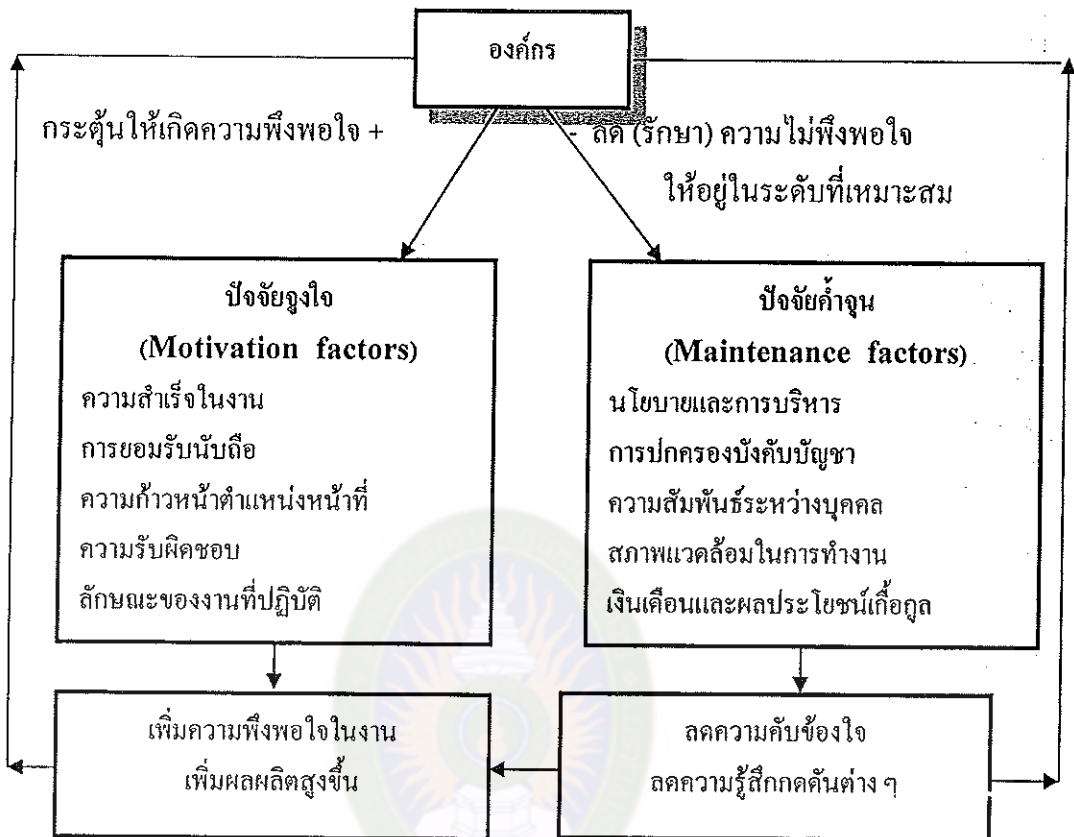 องค์กร
กระตุ้นให้เกิดความพึงพอใจ +
- ลด (รักษา) ความไม่พึงพอใจ
ให้อยู่ในระดับที่เหมาะสม
ปัจจัยจูงใจ
(Motivation factors)
ความสำเร็จในงาน
การยอมรับนับถือ
ความก้าวหน้าตำแหน่งหน้าที่
ความรับผิดชอบ
ลักษณะของงานที่ปฏิบัติ
ปัจจัยค้ำจุน
(Maintenance factors)
นโยบายและการบริหาร
การปกครองบังคับบัญชา
ความสัมพันธ์ระหว่างบุคคล
สภาพแวดล้อมในการทำงาน
เงินเดือนและผลประโยชน์เกื้อกูล
เพิ่มความพึงพอใจในงาน
เพิ่มผลผลิตสูงขึ้น
ลดความคับข้องใจ
ลดความรู้สึกกดดันต่าง ๆ